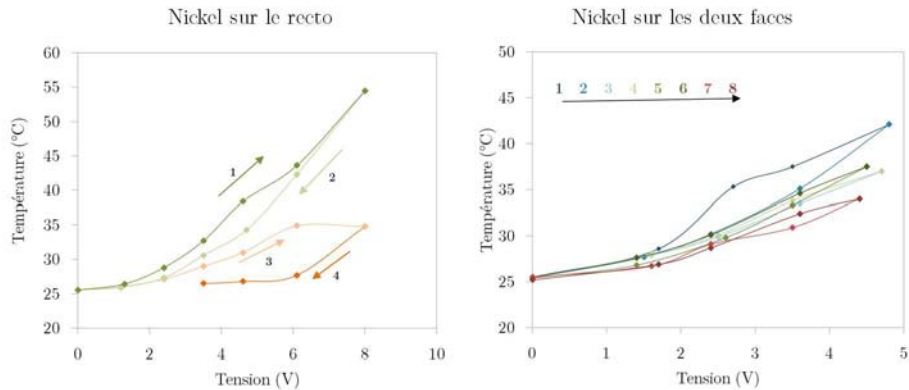 Nickel sur le recto
Température (°C)
60
55
50
45
40
35
30
25
20
1
2
3
4
0 2 4 6 8 10
Tension (V)
Nickel sur les deux faces
Température (°C)
50
45
40
35
30
25
20
1 2 3 4 5 6 7 8
0 1 2 3 4 5
Tension (V)